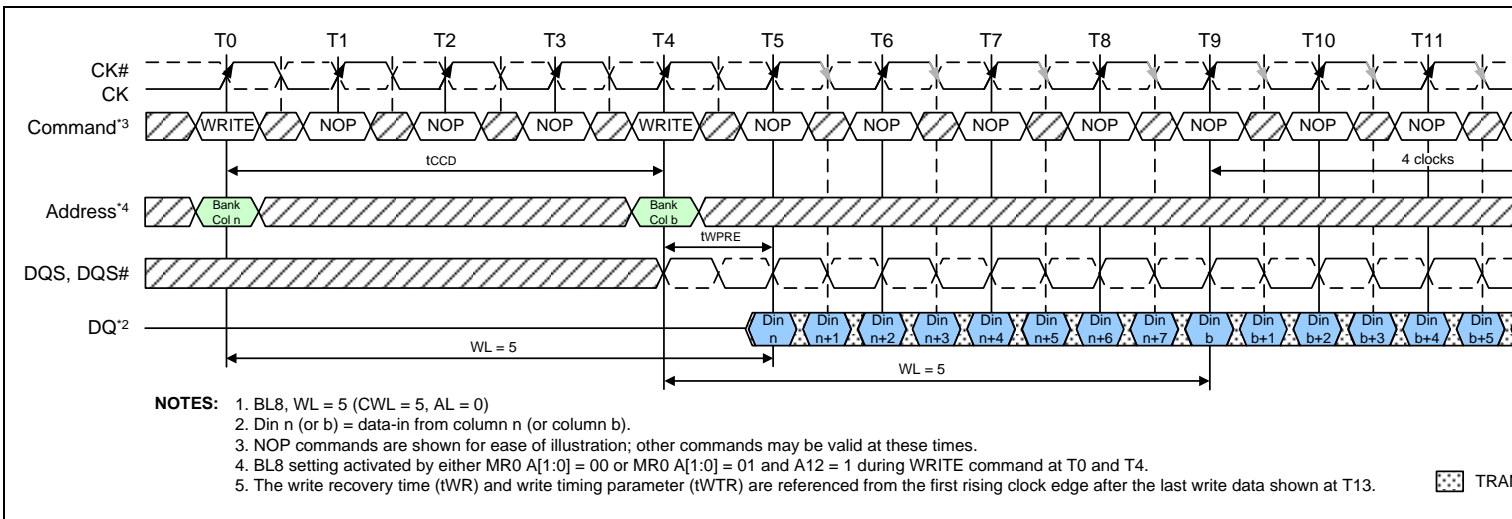 T0 T1 T2 T3 T4 T5 T6 T7 T8 T9 T10 T11
CK#
CK
Command*3 WRITE NOP NOP NOP WRITE NOP NOP NOP NOP NOP NOP NOP
tCCD 4 clocks
Address*4 Bank Col n Bank Col b
tWPRE
DQS, DQS#
DQ*2 Din n Din n+1 Din n+2 Din n+3 Din n+4 Din n+5 Din n+6 Din n+7 Din b Din b+1 Din b+2 Din b+3 Din b+4 Din b+5
WL = 5
WL = 5
NOTES: 1. BL8, WL = 5 (CWL = 5, AL = 0)
2. Din n (or b) = data-in from column n (or column b).
3. NOP commands are shown for ease of illustration; other commands may be valid at these times.
4. BL8 setting activated by either MR0 A[1:0] = 00 or MR0 A[1:0] = 01 and A12 = 1 during WRITE command at T0 and T4.
5. The write recovery time (tWR) and write timing parameter (tWTR) are referenced from the first rising clock edge after the last write data shown at T13.